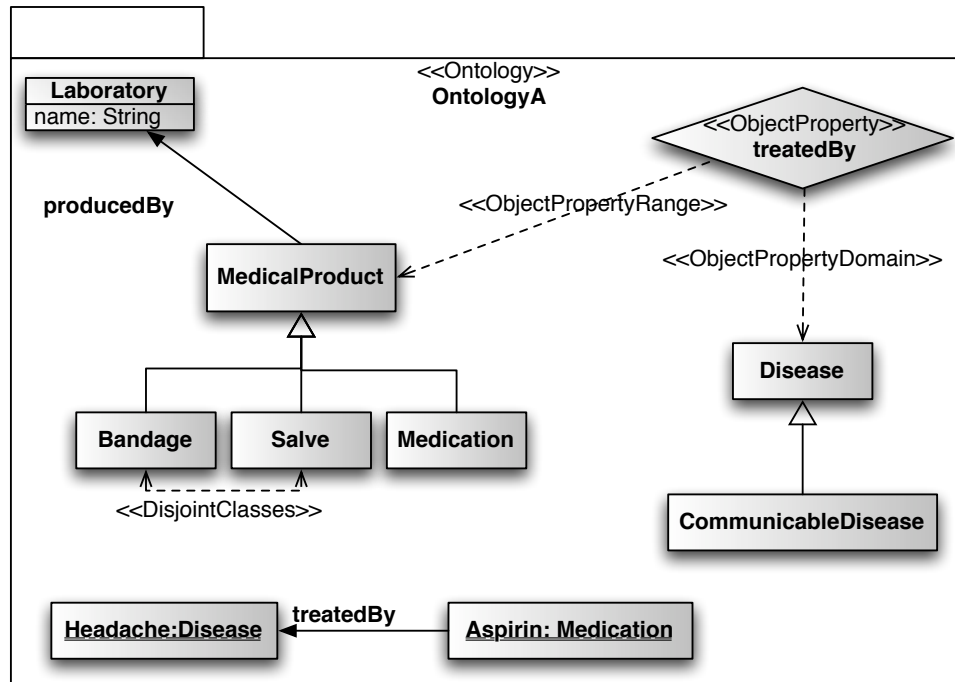 <<Ontology>>
OntologyA
Laboratory
name: String
<<ObjectProperty>>
treatedBy
producedBy
<<ObjectPropertyRange>>
<<ObjectPropertyDomain>>
MedicalProduct
Disease
Bandage
Salve
Medication
<<DisjointClasses>>
CommunicableDisease
treatedBy
Headache:Disease
Aspirin: Medication